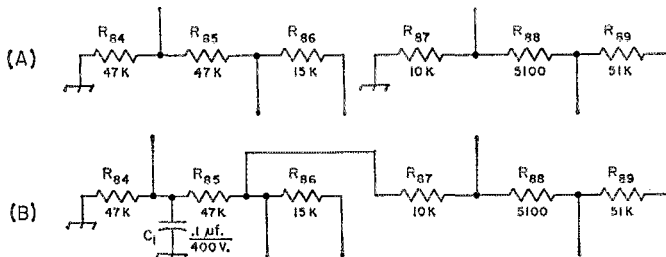 (A)
R84 R85 R86 R87 R88 R89
47K 47K 15K 10K 5100 51K
(B)
R84 R85 R86 R87 R88 R89
47K 47K 15K 10K 5100 51K
C1 .1 µf.
400V.